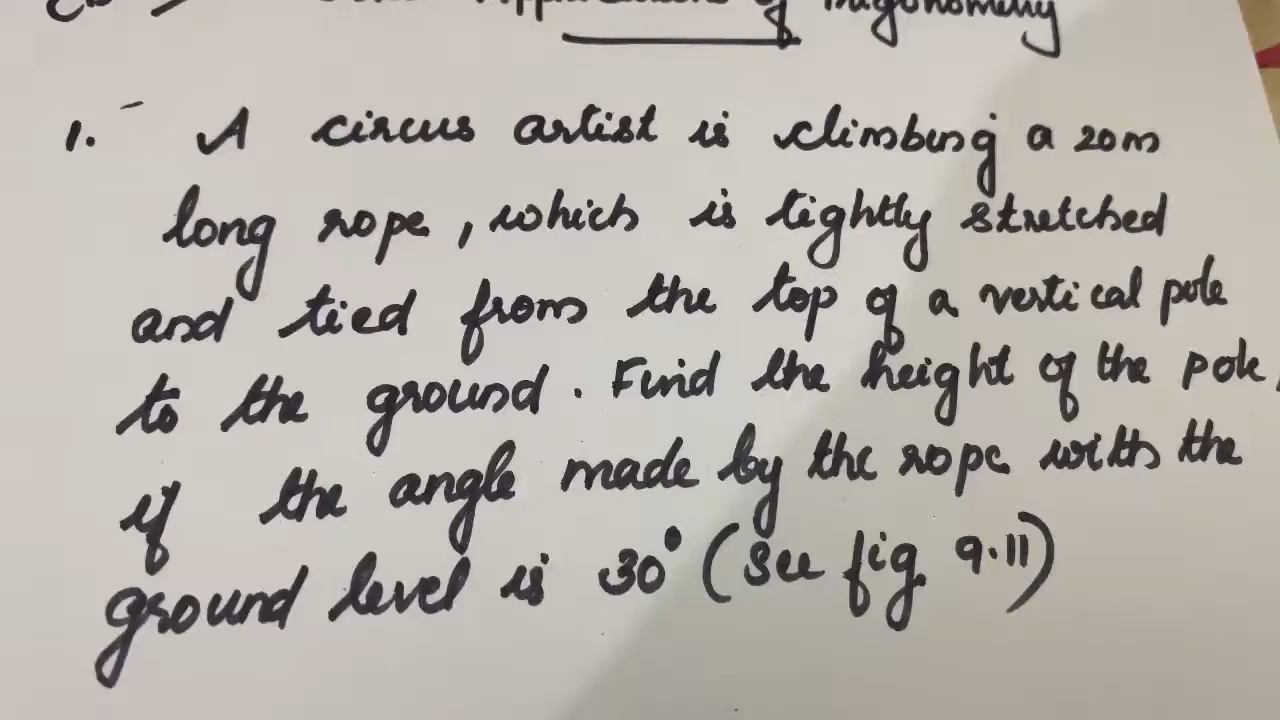 of Trigonometry
1. A circus artist is climbing a 20m
long rope, which is tightly stretched
and tied from the top of a vertical pole
to the ground. Find the height of the pole,
if the angle made by the rope with the
ground level is 30° (see fig 9.11)